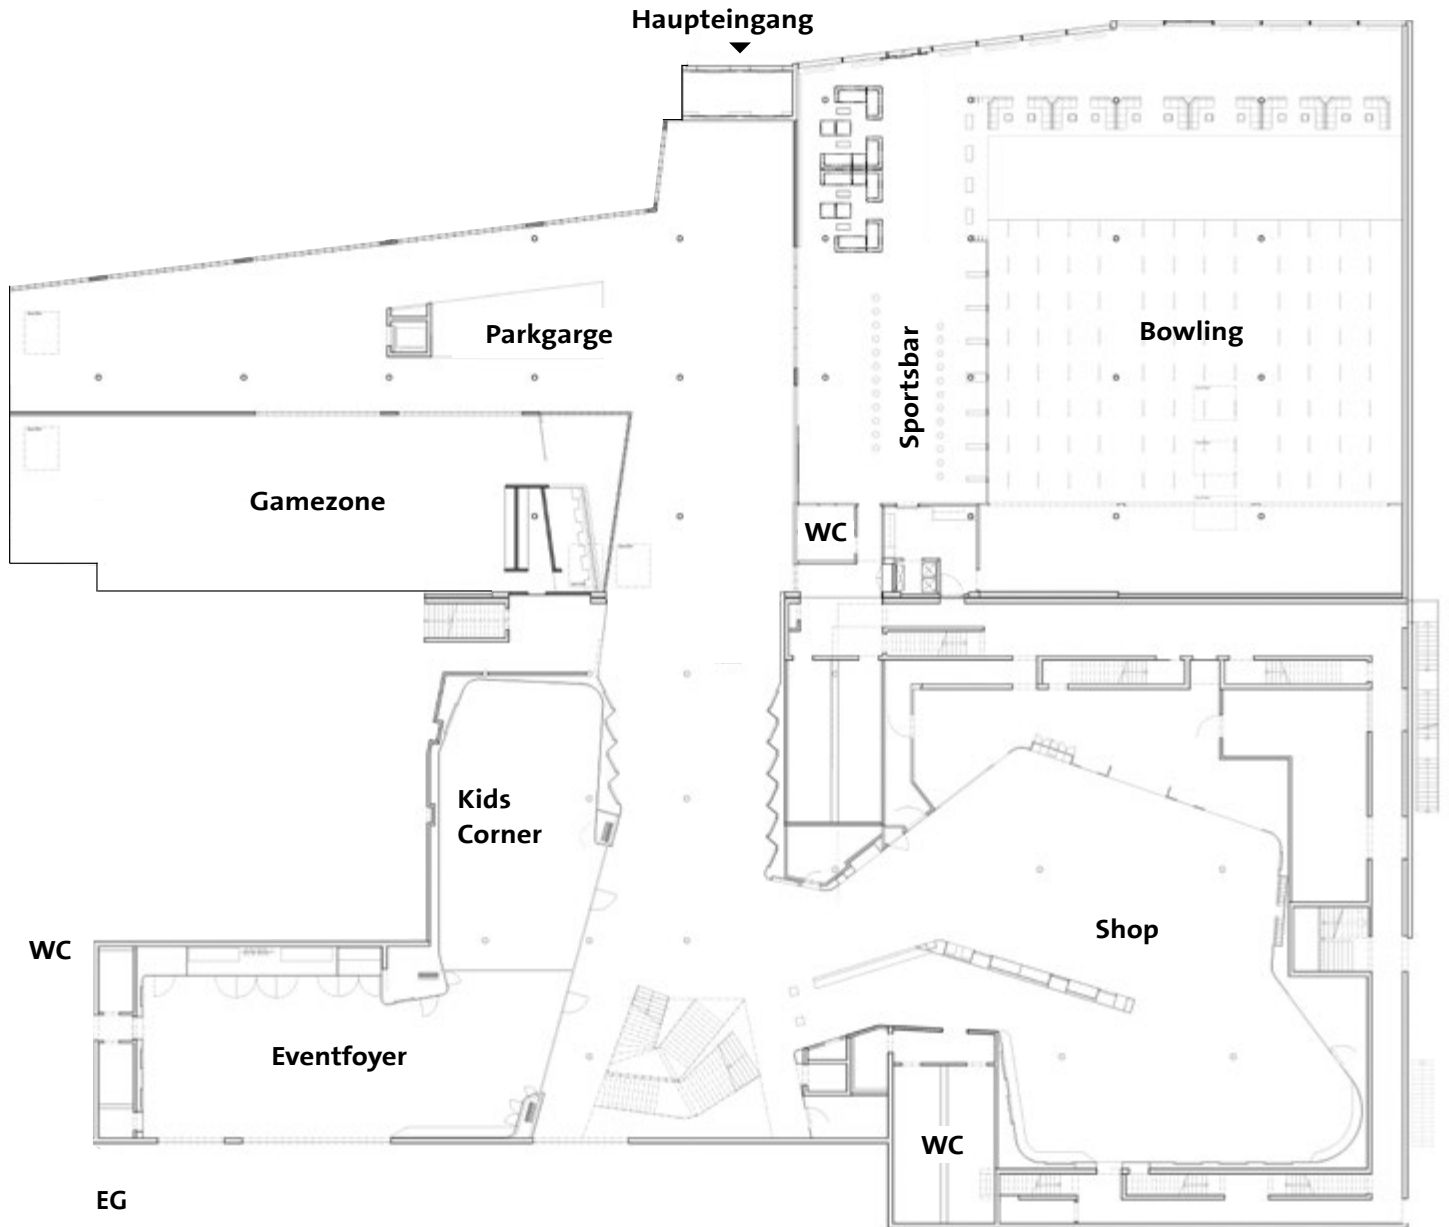 Haupteingang
Parkgarge
Sportsbar
Bowling
Gamezone
WC
Kids
Corner
Shop
WC
Eventfoyer
WC
EG